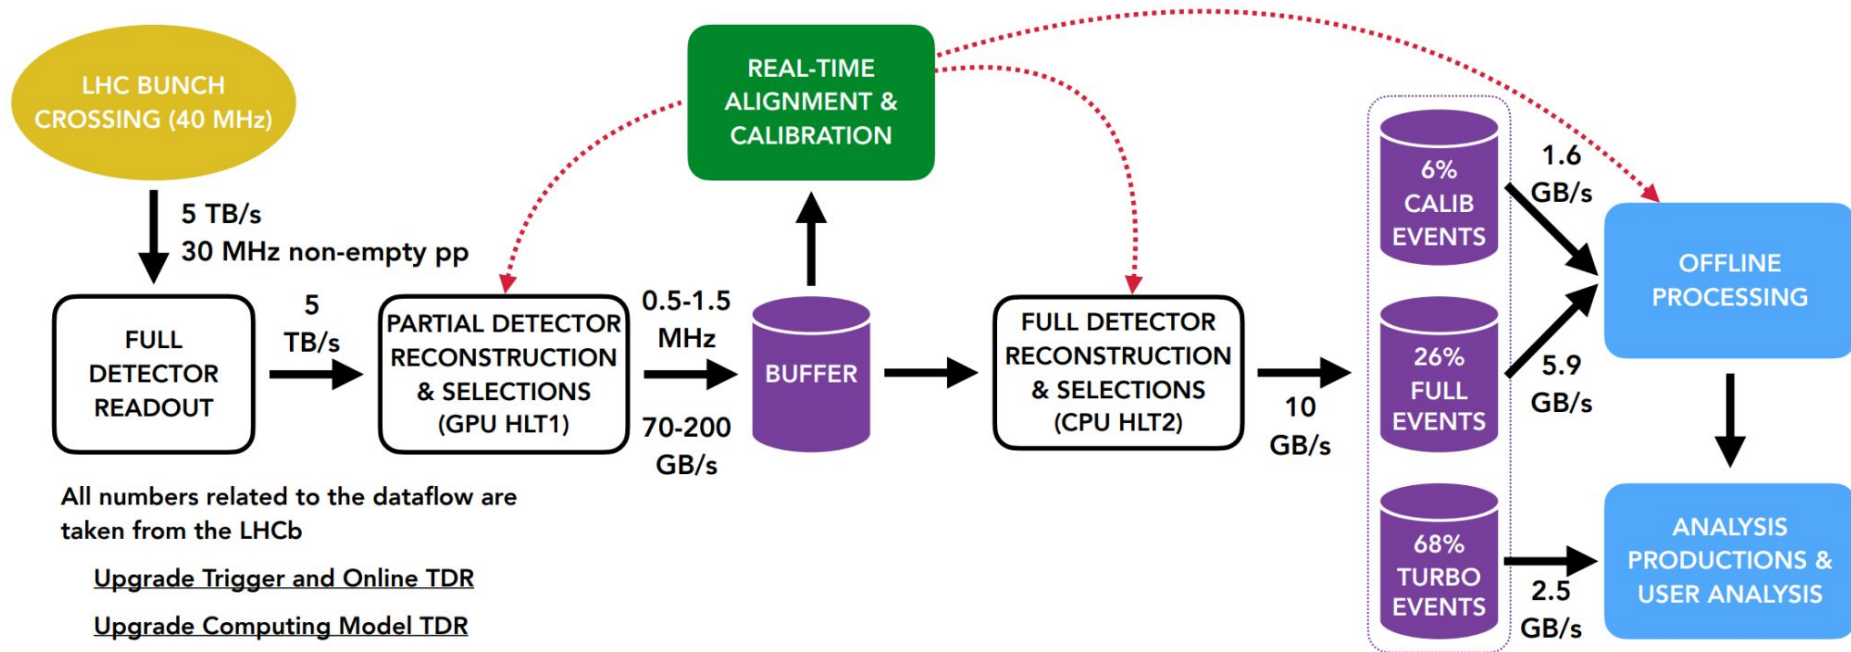 LHC BUNCH
CROSSING (40 MHz)
5 TB/s
30 MHz non-empty pp
FULL
DETECTOR
READOUT
5
TB/s
PARTIAL DETECTOR
RECONSTRUCTION
& SELECTIONS
(GPU HLT1)
0.5-1.5
MHz
70-200
GB/s
BUFFER
REAL-TIME
ALIGNMENT &
CALIBRATION
FULL DETECTOR
RECONSTRUCTION
& SELECTIONS
(CPU HLT2)
10
GB/s
6%
CALIB
EVENTS
1.6
GB/s
26%
FULL
EVENTS
5.9
GB/s
68%
TURBO
EVENTS
2.5
GB/s
OFFLINE
PROCESSING
ANALYSIS
PRODUCTIONS &
USER ANALYSIS
All numbers related to the dataflow are
taken from the LHCb
Upgrade Trigger and Online TDR
Upgrade Computing Model TDR